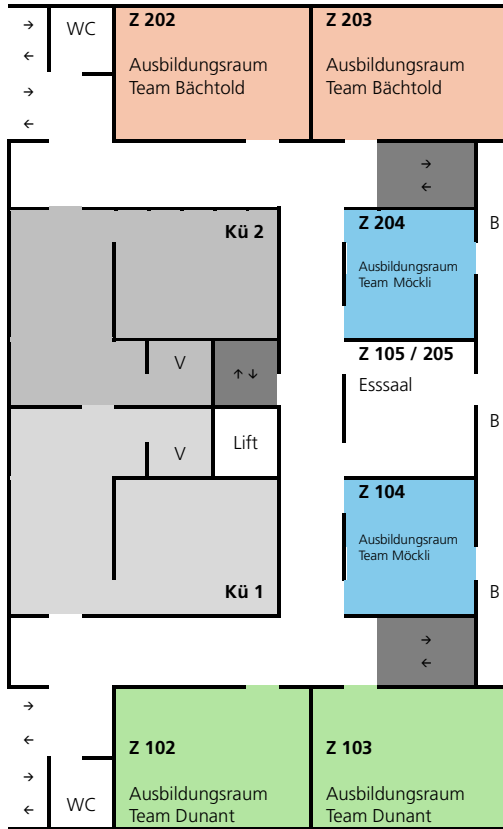 →
WC
Z 202
Z 203
←
Ausbildungsraum
Team Bächtold
Ausbildungsraum
Team Bächtold
→
←
→
←
Kü 2
Z 204
B
Ausbildungsraum
Team Möckli
Z 105 / 205
V
↑ ↓
Esssaal
B
V
Lift
Z 104
Ausbildungsraum
Team Möckli
Kü 1
B
→
←
→
←
Z 102
Z 103
→
←
WC
Ausbildungsraum
Team Dunant
Ausbildungsraum
Team Dunant